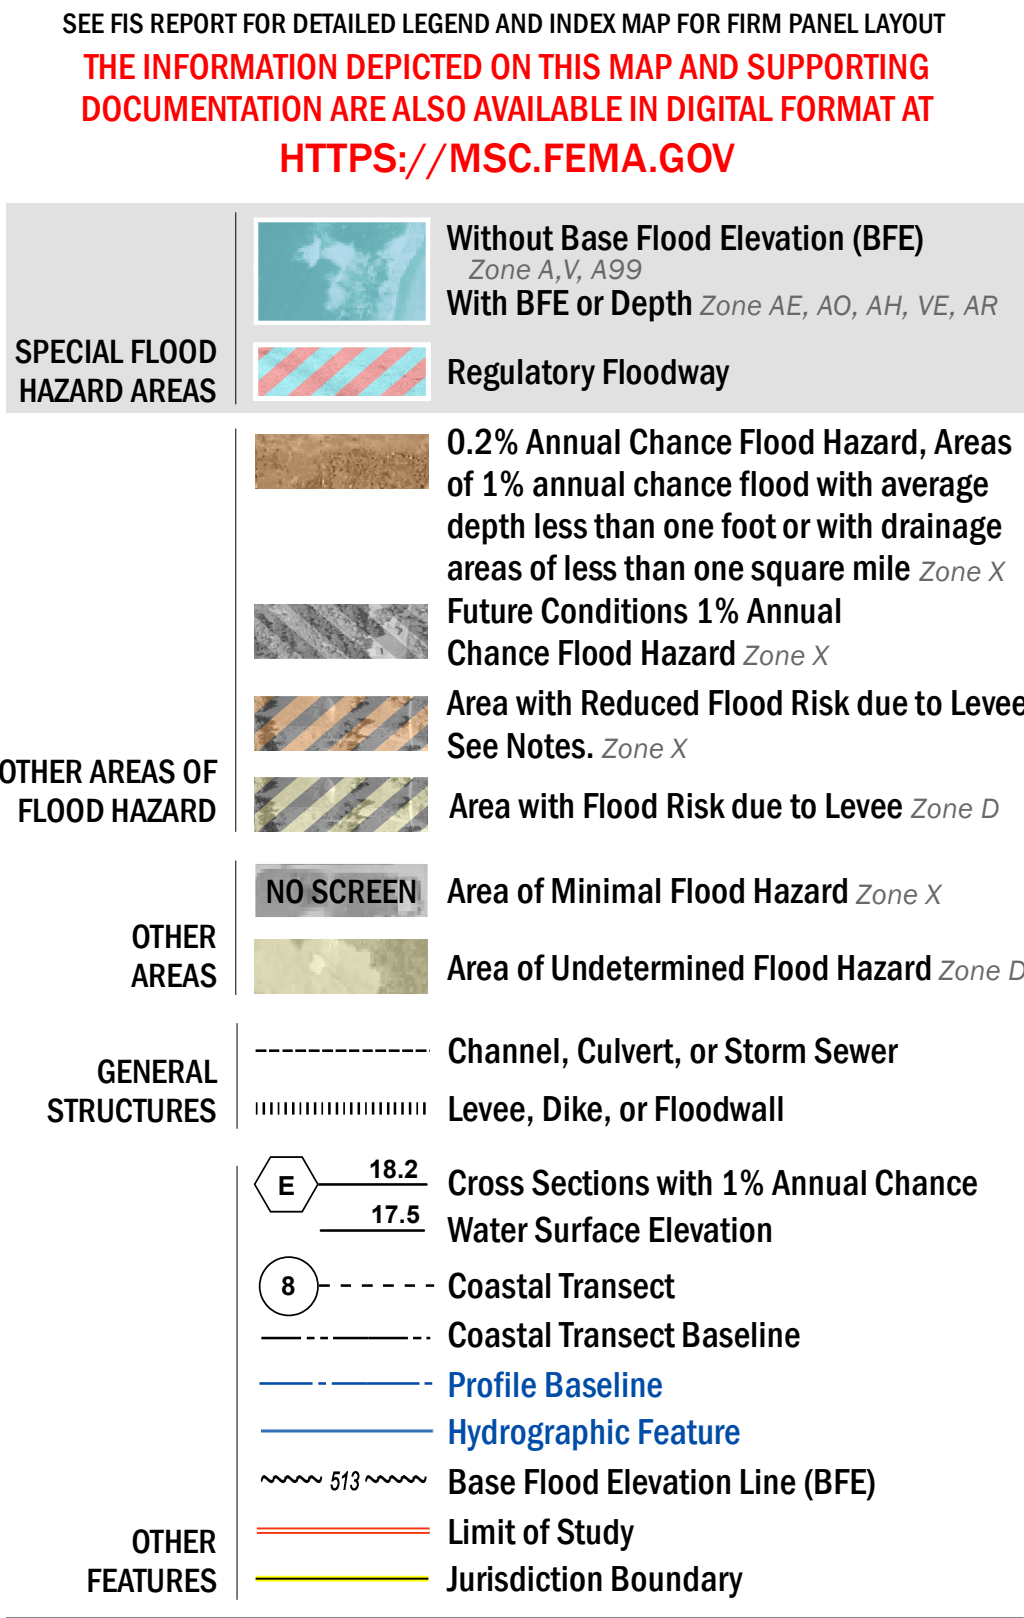 SEE FIS REPORT FOR DETAILED LEGEND AND INDEX MAP FOR FIRM PANEL LAYOUT
THE INFORMATION DEPICTED ON THIS MAP AND SUPPORTING
DOCUMENTATION ARE ALSO AVAILABLE IN DIGITAL FORMAT AT
HTTPS://MSC.FEMA.GOV
SPECIAL FLOOD
HAZARD AREAS
Without Base Flood Elevation (BFE)
Zone A,V, A99
With BFE or Depth Zone AE, AO, AH, VE, AR
Regulatory Floodway
OTHER AREAS OF
FLOOD HAZARD
0.2% Annual Chance Flood Hazard, Areas
of 1% annual chance flood with average
depth less than one foot or with drainage
areas of less than one square mile Zone X
Future Conditions 1% Annual
Chance Flood Hazard Zone X
Area with Reduced Flood Risk due to Levee
See Notes. Zone X
Area with Flood Risk due to Levee Zone D
OTHER
AREAS
NO SCREEN Area of Minimal Flood Hazard Zone X
Area of Undetermined Flood Hazard Zone D
GENERAL
STRUCTURES
Channel, Culvert, or Storm Sewer
Levee, Dike, or Floodwall
OTHER
FEATURES
E 18.2 Cross Sections with 1% Annual Chance
17.5 Water Surface Elevation
8 Coastal Transect
Coastal Transect Baseline
Profile Baseline
Hydrographic Feature
513 Base Flood Elevation Line (BFE)
Limit of Study
Jurisdiction Boundary